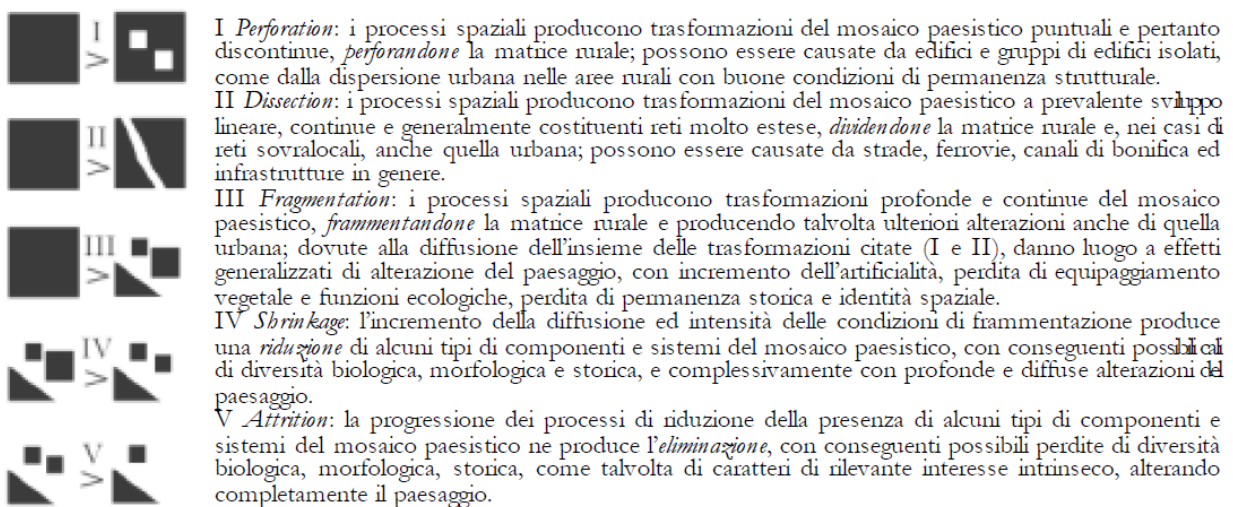 I
>
I Perforation: i processi spaziali producono trasformazioni del mosaico paesistico puntuali e pertanto
discontinue, perforandone la matrice rurale; possono essere causate da edifici e gruppi di edifici isolati,
come dalla dispersione urbana nelle aree rurali con buone condizioni di permanenza strutturale.
II
>
II Dissection: i processi spaziali producono trasformazioni del mosaico paesistico a prevalente sviluppo
lineare, continue e generalmente costituenti reti molto estese, dividendone la matrice rurale e, nei casi di
reti sovralocali, anche quella urbana; possono essere causate da strade, ferrovie, canali di bonifica ed
infrastrutture in genere.
III
>
III Fragmentation: i processi spaziali producono trasformazioni profonde e continue del mosaico
paesistico, frammentandone la matrice rurale e producendo talvolta ulteriori alterazioni anche di quella
urbana; dovute alla diffusione dell'insieme delle trasformazioni citate (I e II), danno luogo a effetti
generalizzati di alterazione del paesaggio, con incremento dell'artificialità, perdita di equipaggiamento
vegetale e funzioni ecologiche, perdita di permanenza storica e identità spaziale.
IV
>
IV Shrinkage: l'incremento della diffusione ed intensità delle condizioni di frammentazione produce
una riduzione di alcuni tipi di componenti e sistemi del mosaico paesistico, con conseguenti
di diversità biologica, morfologica e storica, e complessivamente con profonde e diffuse alterazioni del
paesaggio.
V
>
V Attrition: la progressione dei processi di riduzione della presenza di alcuni tipi di componenti e
sistemi del mosaico paesistico ne produce l'eliminazione, con conseguenti possibili perdite di diversità
biologica, morfologica, storica, come talvolta di caratteri di rilevante interesse intrinseco, alterando
completamente il paesaggio.